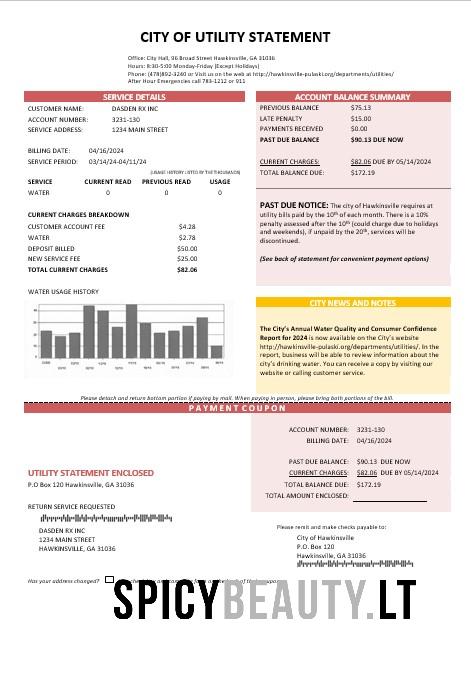 CITY OF UTILITY STATEMENT
Office: City Hall, 96 Broad Street Hawkinsville, GA 31036
Hours: 8:30-5:00 Monday-Friday (Except Holidays)
Phone: (478)892-3240 or Visit us on the web at http://hawkinsville-pulaski.org/departments/utilities/
After Hour Emergencies call 783-1212 or 911
SERVICE DETAILS
CUSTOMER NAME: DASDEN RX INC
ACCOUNT NUMBER: 3231-130
SERVICE ADDRESS: 1234 MAIN STREET
BILLING DATE: 04/16/2024
SERVICE PERIOD: 03/14/24-04/11/24
(USAGE HISTORY LISTED BY THE THOUSANDS)
SERVICE CURRENT READ PREVIOUS READ USAGE
WATER 0 0 0
CURRENT CHARGES BREAKDOWN
CUSTOMER ACCOUNT FEE $4.28
WATER $2.78
DEPOSIT BILLED $50.00
NEW SERVICE FEE $25.00
TOTAL CURRENT CHARGES $82.06
WATER USAGE HISTORY
40
30
20
10
0
ACCOUNT BALANCE SUMMARY
PREVIOUS BALANCE $75.13
LATE PENALTY $15.00
PAYMENTS RECEIVED $0.00
PAST DUE BALANCE $90.13 DUE NOW
CURRENT CHARGES: $82.06 DUE BY 05/14/2024
TOTAL BALANCE DUE: $172.19
PAST DUE NOTICE: The city of Hawkinsville requires at
utility bills paid by the 10th of each month. There is a 10%
penalty assessed after the 10th (could charge due to holidays
and weekends), if unpaid by the 20th, services will be
discontinued.
(See back of statement for convenient payment options)
CITY NEWS AND NOTES
The City's Annual Water Quality and Consumer Confidence
Report for 2024 is now available on the City's website
http://hawkinsville-pulaski.org/departments/utilities/. In the
report, business will be able to review information about the
city's drinking water. You can receive a copy by visiting our
website or calling customer service.
Please detach and return bottom portion if paying by mail. When paying in person, please bring both portions of the bill.
PAYMENT COUPON
ACCOUNT NUMBER: 3231-130
BILLING DATE: 04/16/2024
PAST DUE BALANCE: $90.13 DUE NOW
CURRENT CHARGES: $82.06 DUE BY 05/14/2024
TOTAL BALANCE DUE: $172.19
TOTAL AMOUNT ENCLOSED:
UTILITY STATEMENT ENCLOSED
P.O Box 120 Hawkinsville, GA 31036
RETURN SERVICE REQUESTED
DASDEN RX INC
1234 MAIN STREET
HAWKINSVILLE, GA 31036
Please remit and make checks payable to:
City of Hawkinsville
P.O. Box 120
Hawkinsville, GA 31036
Has your address changed?
SPICYBEAUTY.LT